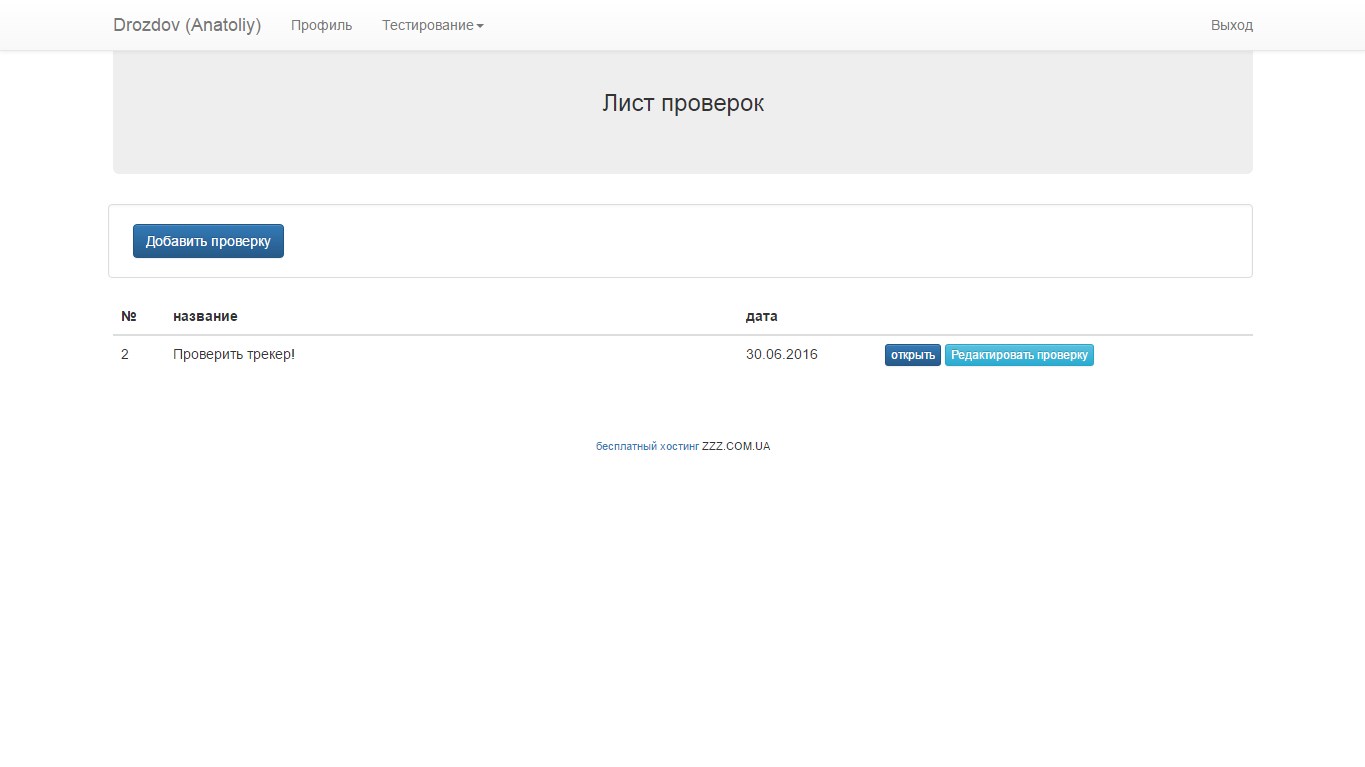 Drozdov (Anatoliy) Профиль Тестирование Выход
Лист проверок
Добавить проверку
№ название дата
2 Проверить трекер! 30.06.2016 открыть Редактировать проверку
бесплатный хостинг ZZZ.COM.UA